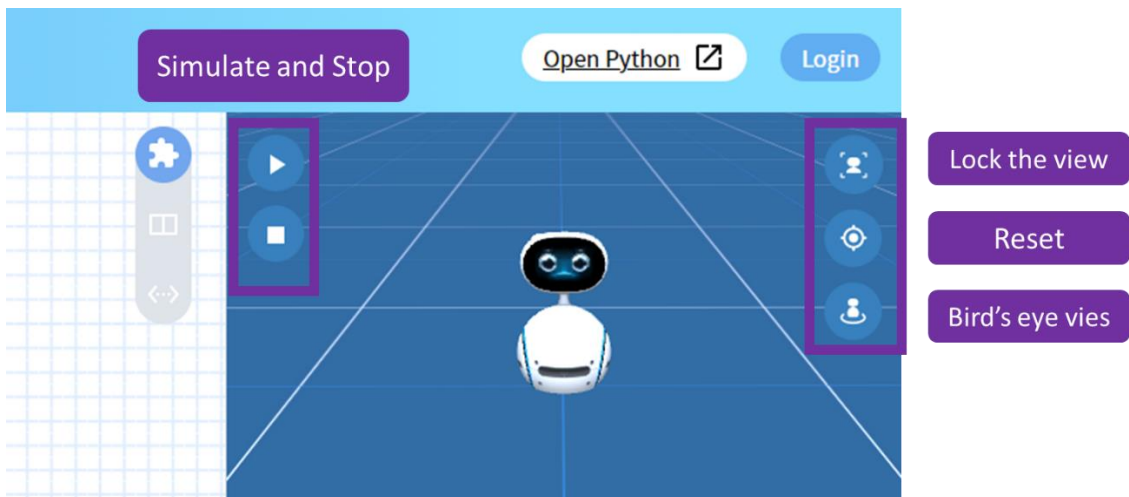 Simulate and Stop
Open Python
Login
Lock the view
Reset
Bird's eye vies